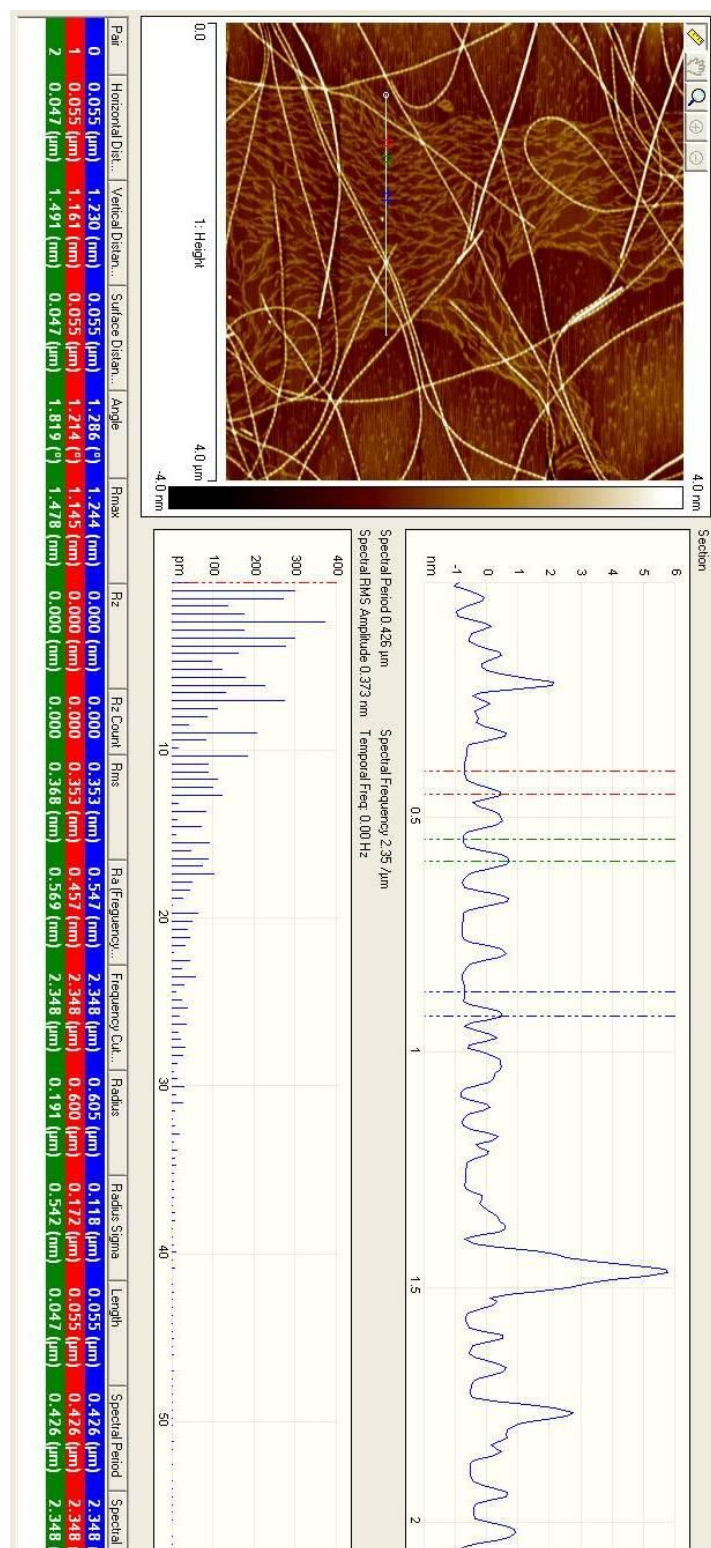 0.0
1: Height
4.0 µm
4.0 nm
-4.0 nm
Section
6
5
4
3
2
1
0
-1
nm
0.5
1
1.5
2
Spectral Period 0.426 µm Spectral Frequency 2.35 /µm
Spectral RMS Amplitude 0.373 nm Temporal Freq: 0.00 Hz
400
300
200
100
pm
10
20
30
40
50
Pair Horizontal Dist... Vertical Distan... Surface Distan... Angle Rmax Rz Rz Count Rms Ra (Frequency... Frequency Cut... Radius Radius Sigma Length Spectral Period Spectral
0 0.055 (µm) 1.230 (nm) 0.055 (µm) 1.286 (°) 1.244 (nm) 0.000 (nm) 0.000 0.353 (nm) 0.547 (nm) 2.348 (µm) 0.605 (µm) 0.118 (µm) 0.055 (µm) 0.426 (µm) 2.348
1 0.055 (µm) 1.161 (nm) 0.055 (µm) 1.214 (°) 1.145 (nm) 0.000 (nm) 0.000 0.353 (nm) 0.457 (nm) 2.348 (µm) 0.600 (µm) 0.172 (µm) 0.055 (µm) 0.426 (µm) 2.348
2 0.047 (µm) 1.491 (nm) 0.047 (µm) 1.819 (°) 1.478 (nm) 0.000 (nm) 0.000 0.368 (nm) 0.569 (nm) 2.348 (µm) 0.191 (µm) 0.542 (nm) 0.047 (µm) 0.426 (µm) 2.348